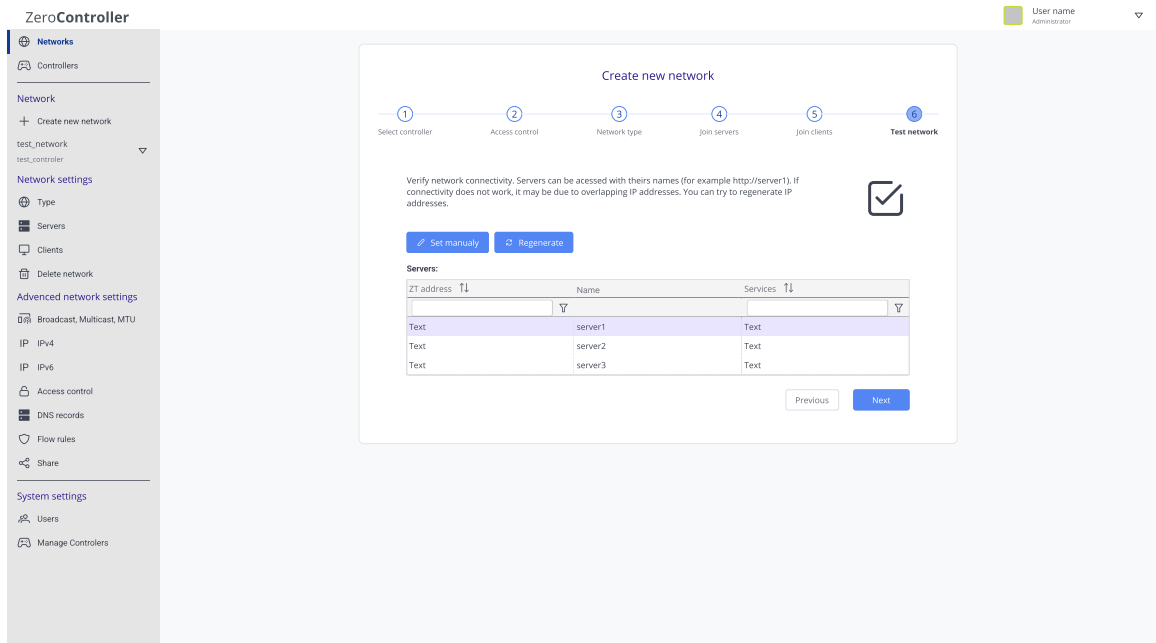 ZeroController
User name
Administrator
Networks
Controllers
Network
Create new network
test_network
test_controler
Network settings
Type
Servers
Clients
Delete network
Advanced network settings
Broadcast, Multicast, MTU
IP IPv4
IP IPv6
Access control
DNS records
Flow rules
Share
System settings
Users
Manage Controlers
Create new network
1 2 3 4 5 6
Select controller Access control Network type Join servers Join clients Test network
Verify network connectivity. Servers can be acessed with theirs names (for example http://server1). If
connectivity does not work, it may be due to overlapping IP addresses. You can try to regenerate IP
addresses.
Set manualy Regenerate
Servers:
ZT address Name Services
Text server1 Text
Text server2 Text
Text server3 Text
Previous Next